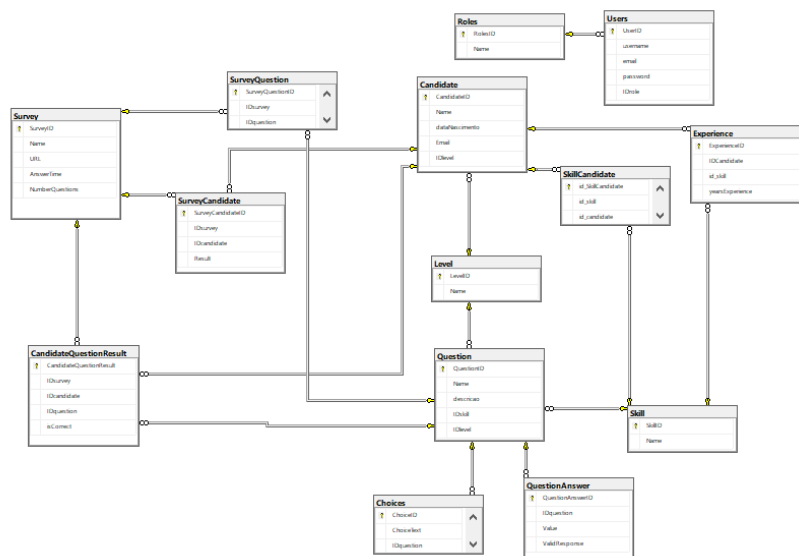 Roles
RolesID
Name
Users
UserID
username
email
password
IDrole
SurveyQuestion
SurveyQuestionID
IDsurvey
IDquestion
Candidate
CandidateID
Name
dataNascimento
Email
IDlevel
Survey
SurveyID
Name
URL
AnswerTime
NumberQuestions
Experience
ExperienceID
IDCandidate
id_skill
yearsExperience
SkillCandidate
id_SkillCandidate
id_skill
id_candidate
SurveyCandidate
SurveyCandidateID
IDsurvey
IDcandidate
Result
Level
LevelID
Name
CandidateQuestionResult
CandidateQuestionResult
IDsurvey
IDcandidate
IDquestion
isCorrect
Question
QuestionID
Name
descricao
IDskill
IDlevel
Skill
SkillID
Name
Choices
ChoiceID
ChoiceText
IDquestion
QuestionAnswer
QuestionAnswerID
IDquestion
Value
ValidResponse